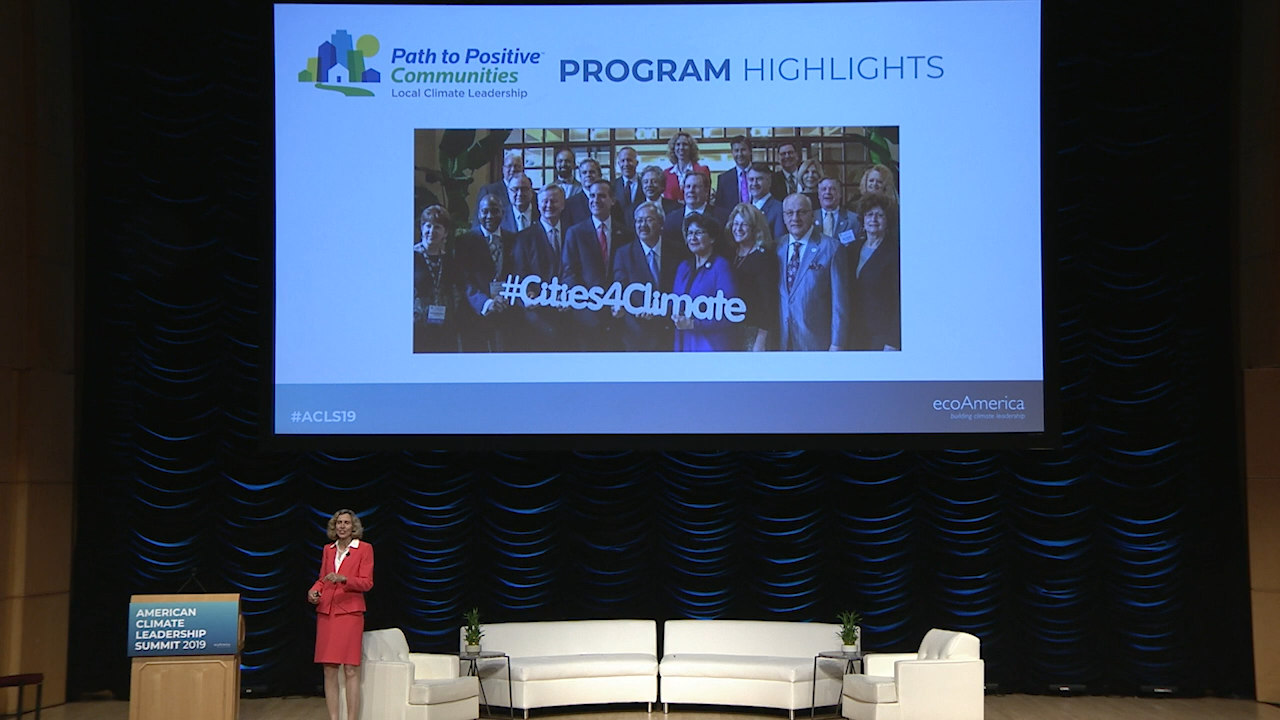 Path to Positive™
Communities
Local Climate Leadership
PROGRAM HIGHLIGHTS
#Cities4Climate
#ACLS19
ecoAmerica
building climate leadership
AMERICAN
CLIMATE
LEADERSHIP
SUMMIT 2019